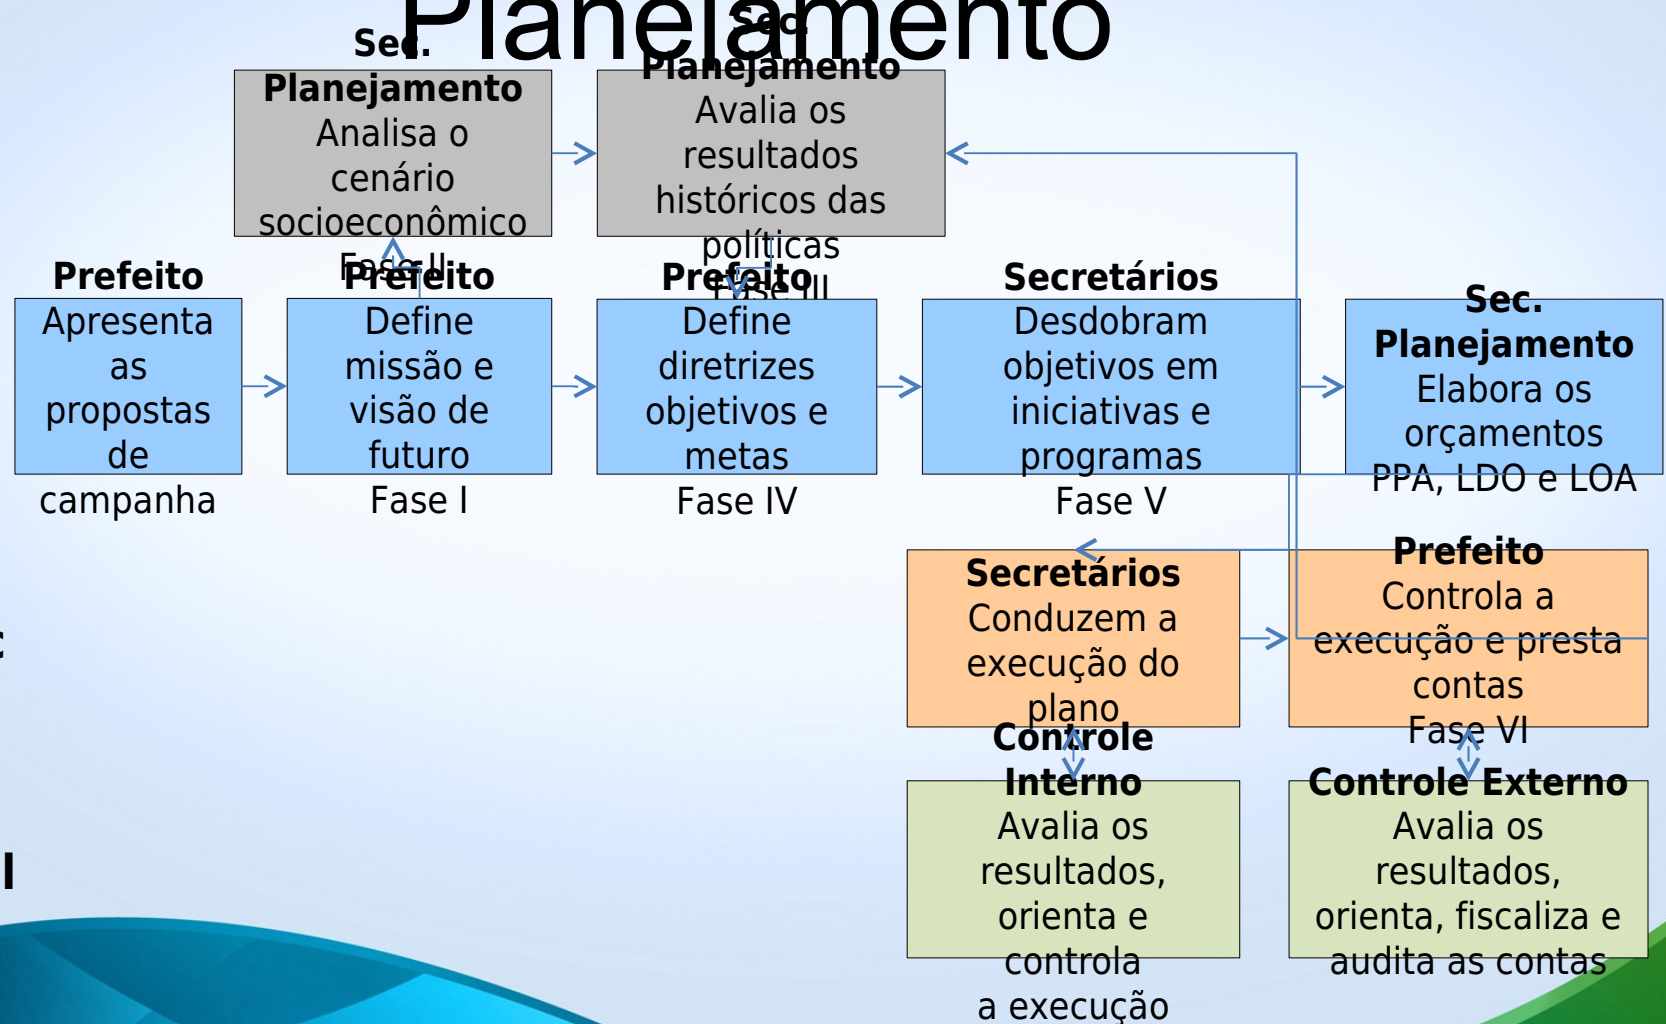 Planejamento
Sec.
Planejamento
Analisa o
cenário
socioeconômico
Fase II
Sec.
Planejamento
Avalia os
resultados
históricos das
políticas
Fase III
Prefeito
Apresenta
as
propostas
de
campanha
Prefeito
Define
missão e
visão de
futuro
Fase I
Prefeito
Define
diretrizes
objetivos e
metas
Fase IV
Secretários
Desdobram
objetivos em
iniciativas e
programas
Fase V
Sec.
Planejamento
Elabora os
orçamentos
PPA, LDO e LOA
Secretários
Conduzem a
execução do
plano
Prefeito
Controla a
execução e presta
contas
Fase VI
Controle
Interno
Avalia os
resultados,
orienta e
controla
a execução
Controle Externo
Avalia os
resultados,
orienta, fiscaliza e
audita as contas